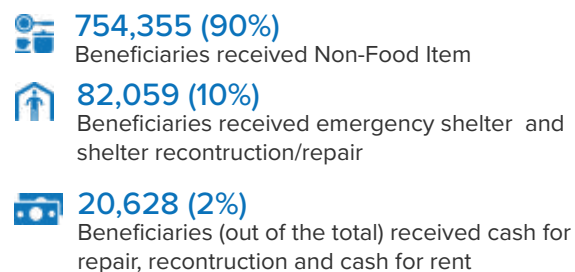 754,355 (90%)
Beneficiaries received Non-Food Item
82,059 (10%)
Beneficiaries received emergency shelter and
shelter recontruction/repair
20,628 (2%)
Beneficiaries (out of the total) received cash for
repair, recontruction and cash for rent